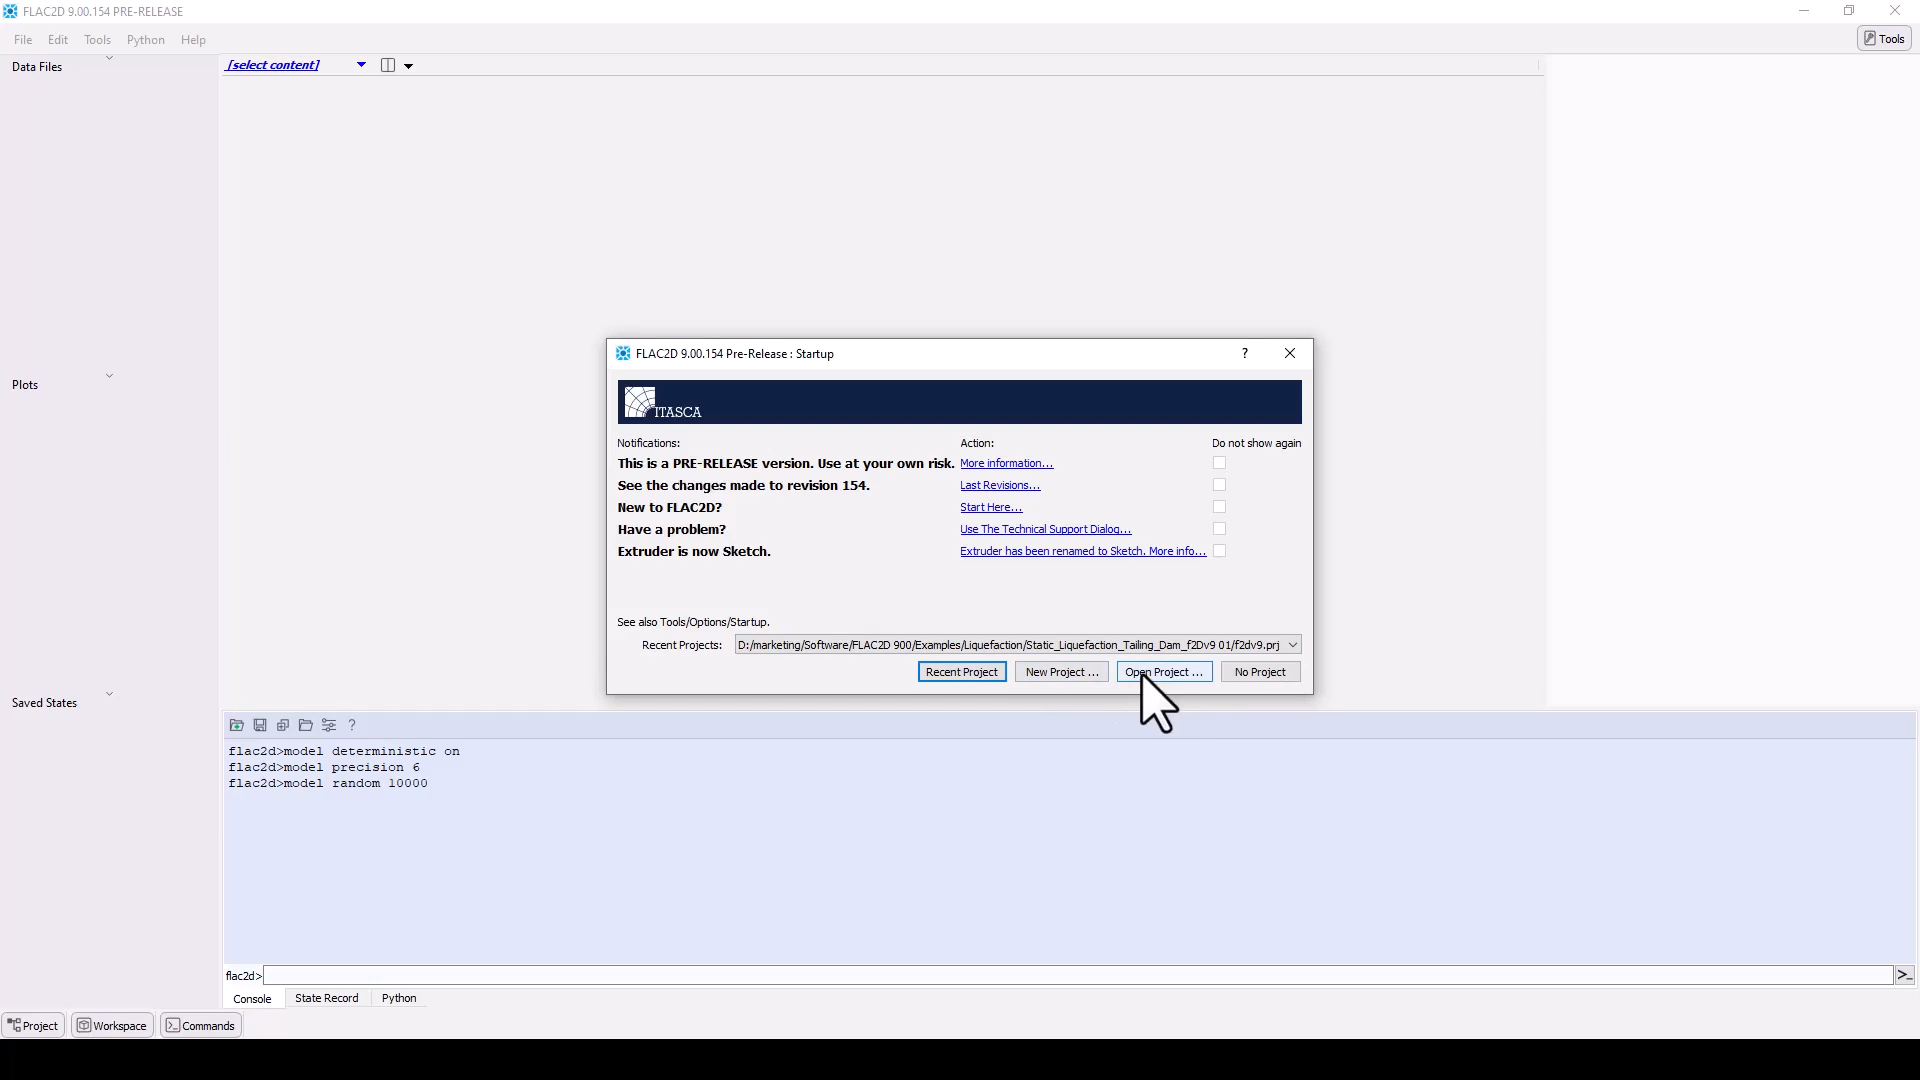 FLAC2D 9.00.154 PRE-RELEASE
File Edit Tools Python Help
Tools
Data Files
[select content]
FLAC2D 9.00.154 Pre-Release : Startup
?
ITASCA
Notifications: Action: Do not show again
This is a PRE-RELEASE version. Use at your own risk. More information...
See the changes made to revision 154. Last Revisions...
New to FLAC2D? Start Here...
Have a problem? Use The Technical Support Dialog...
Extruder is now Sketch. Extruder has been renamed to Sketch. More info...
See also Tools/Options/Startup.
Recent Projects: D:/marketing/Software/FLAC2D 900/Examples/Liquefaction/Static_Liquefaction_Tailing_Dam_f2Dv9 01/f2dv9.prj
Recent Project New Project ... Open Project ... No Project
Plots
Saved States
?
flac2d>model deterministic on
flac2d>model precision 6
flac2d>model random 10000
flac2d>
Console State Record Python
Project Workspace Commands